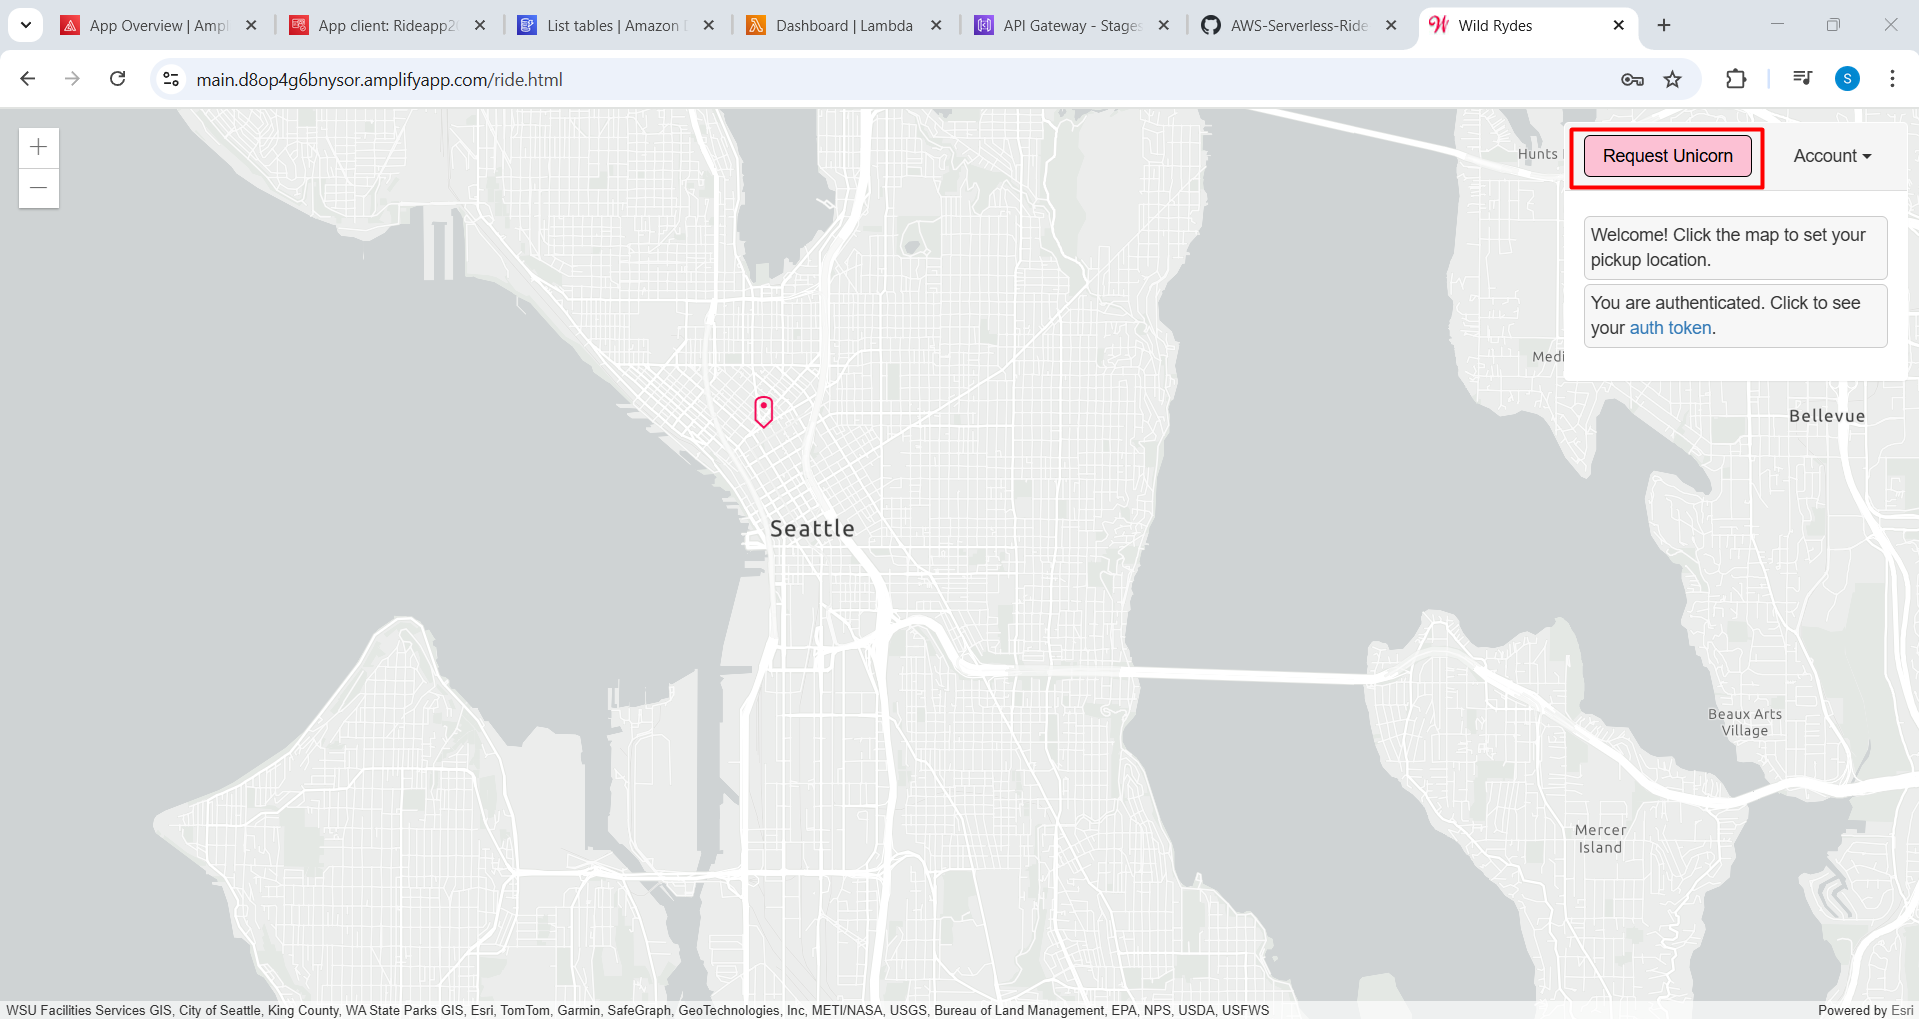 App Overview | Ampl
App client: Rideapp2
List tables | Amazon D
Dashboard | Lambda
API Gateway - Stages
AWS-Serverless-Ride
Wild Rydes
main.d8op4g6bnysor.amplifyapp.com/ride.html
S
Hunts
Request Unicorn
Account
Welcome! Click the map to set your
pickup location.
You are authenticated. Click to see
your auth token.
Medi
Bellevue
Seattle
Beaux Arts
Village
Mercer
Island
WSU Facilities Services GIS, City of Seattle, King County, WA State Parks GIS, Esri, TomTom, Garmin, SafeGraph, GeoTechnologies, Inc, METI/NASA, USGS, Bureau of Land Management, EPA, NPS, USDA, USFWS
Powered by Esri